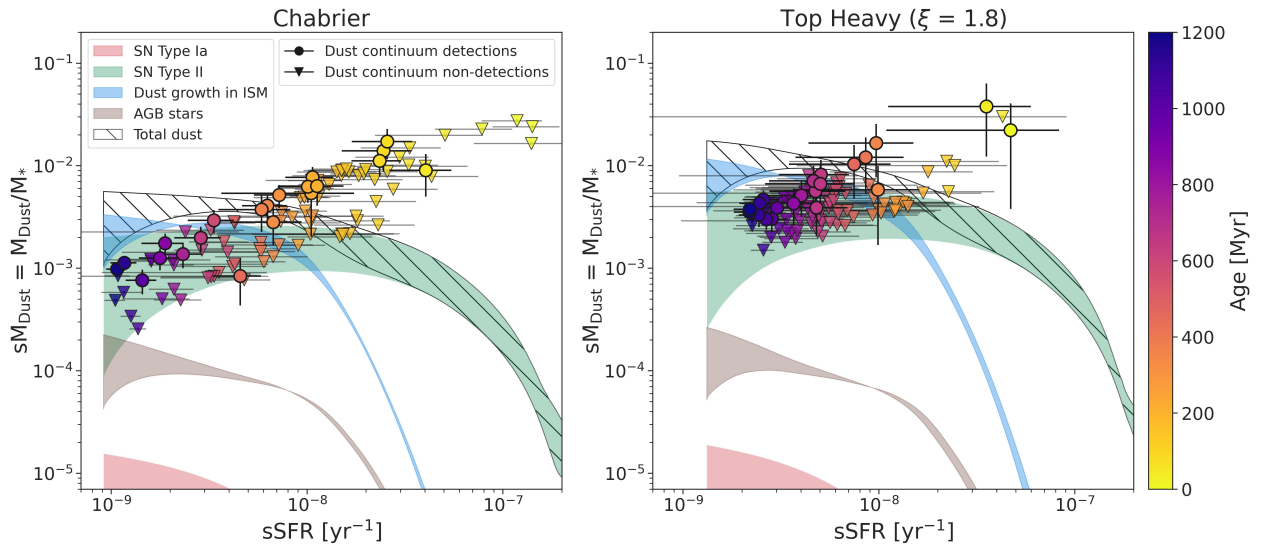 Chabrier
Top Heavy (ξ = 1.8)
SN Type Ia
SN Type II
Dust growth in ISM
AGB stars
Total dust
Dust continuum detections
Dust continuum non-detections
sM_Dust = M_Dust/M_*
10⁻¹
10⁻²
10⁻³
10⁻⁴
10⁻⁵
10⁻⁹
10⁻⁸
10⁻⁷
sSFR [yr⁻¹]
sM_Dust = M_Dust/M_*
10⁻¹
10⁻²
10⁻³
10⁻⁴
10⁻⁵
10⁻⁹
10⁻⁸
10⁻⁷
sSFR [yr⁻¹]
1200
1000
800
600
400
200
0
Age [Myr]